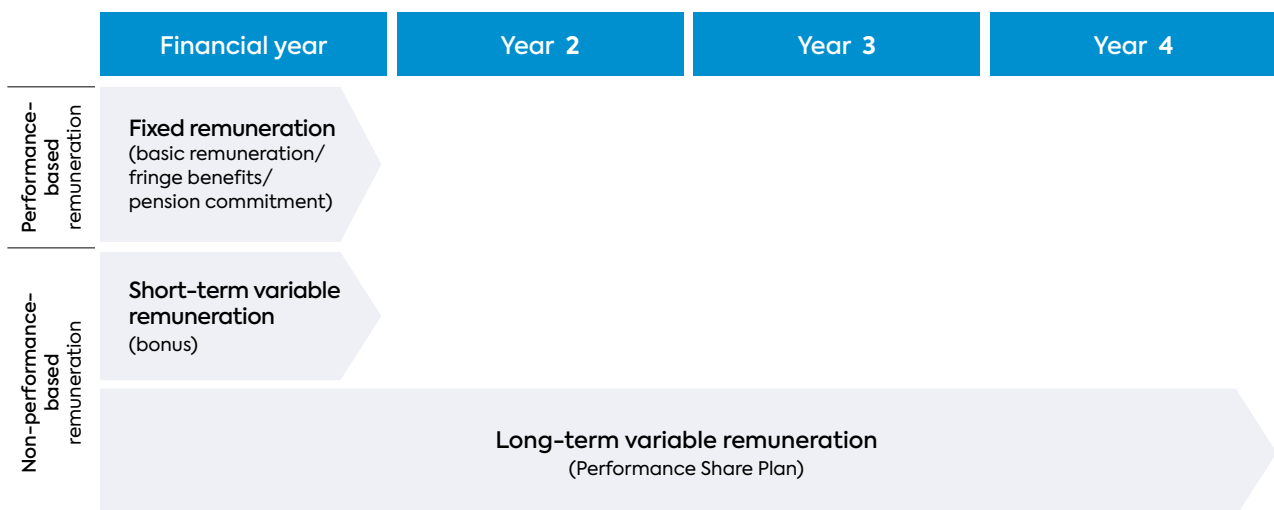 Financial year
Year 2
Year 3
Year 4
Performance-
based
remuneration
Fixed remuneration
(basic remuneration/
fringe benefits/
pension commitment)
Non-performance-
based
remuneration
Short-term variable
remuneration
(bonus)
Long-term variable remuneration
(Performance Share Plan)